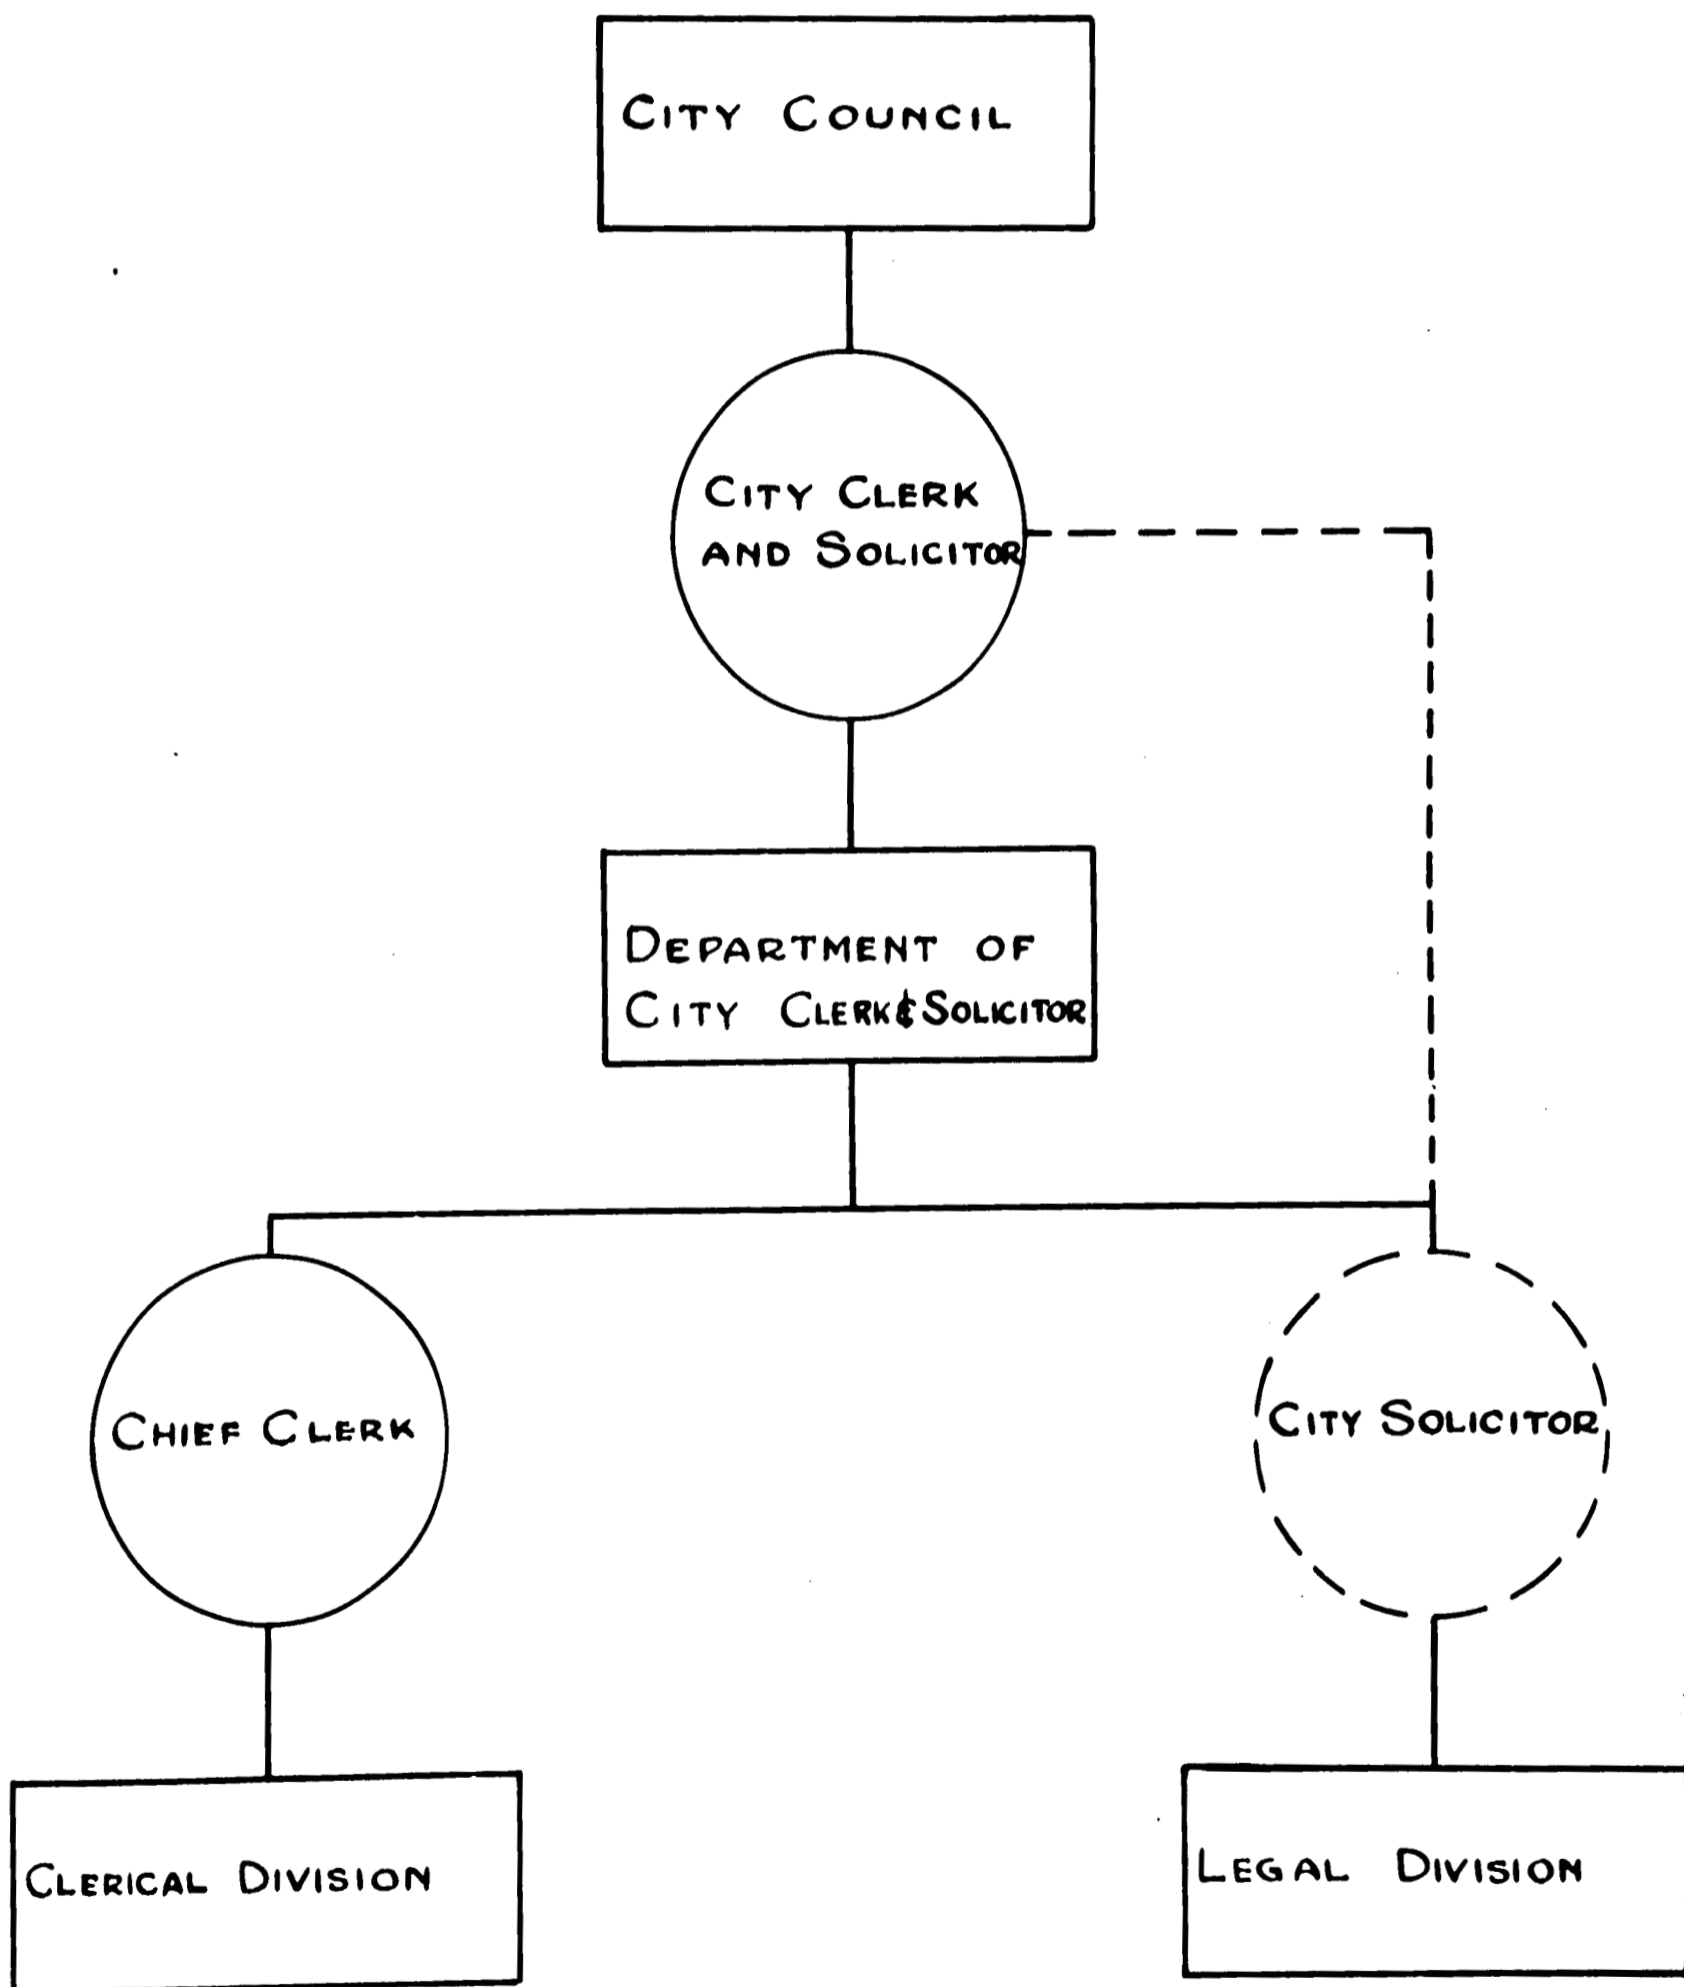 CITY COUNCIL
CITY CLERK
AND SOLICITOR
DEPARTMENT OF
CITY CLERK & SOLICITOR
CHIEF CLERK
CITY SOLICITOR
CLERICAL DIVISION
LEGAL DIVISION